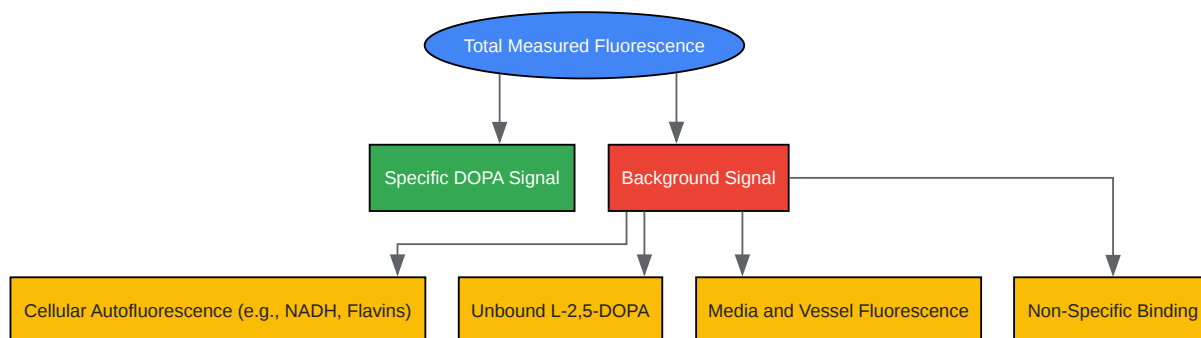 Total Measured Fluorescence
Specific DOPA Signal
Background Signal
Cellular Autofluorescence (e.g., NADH, Flavins)
Unbound L-2,5-DOPA
Media and Vessel Fluorescence
Non-Specific Binding